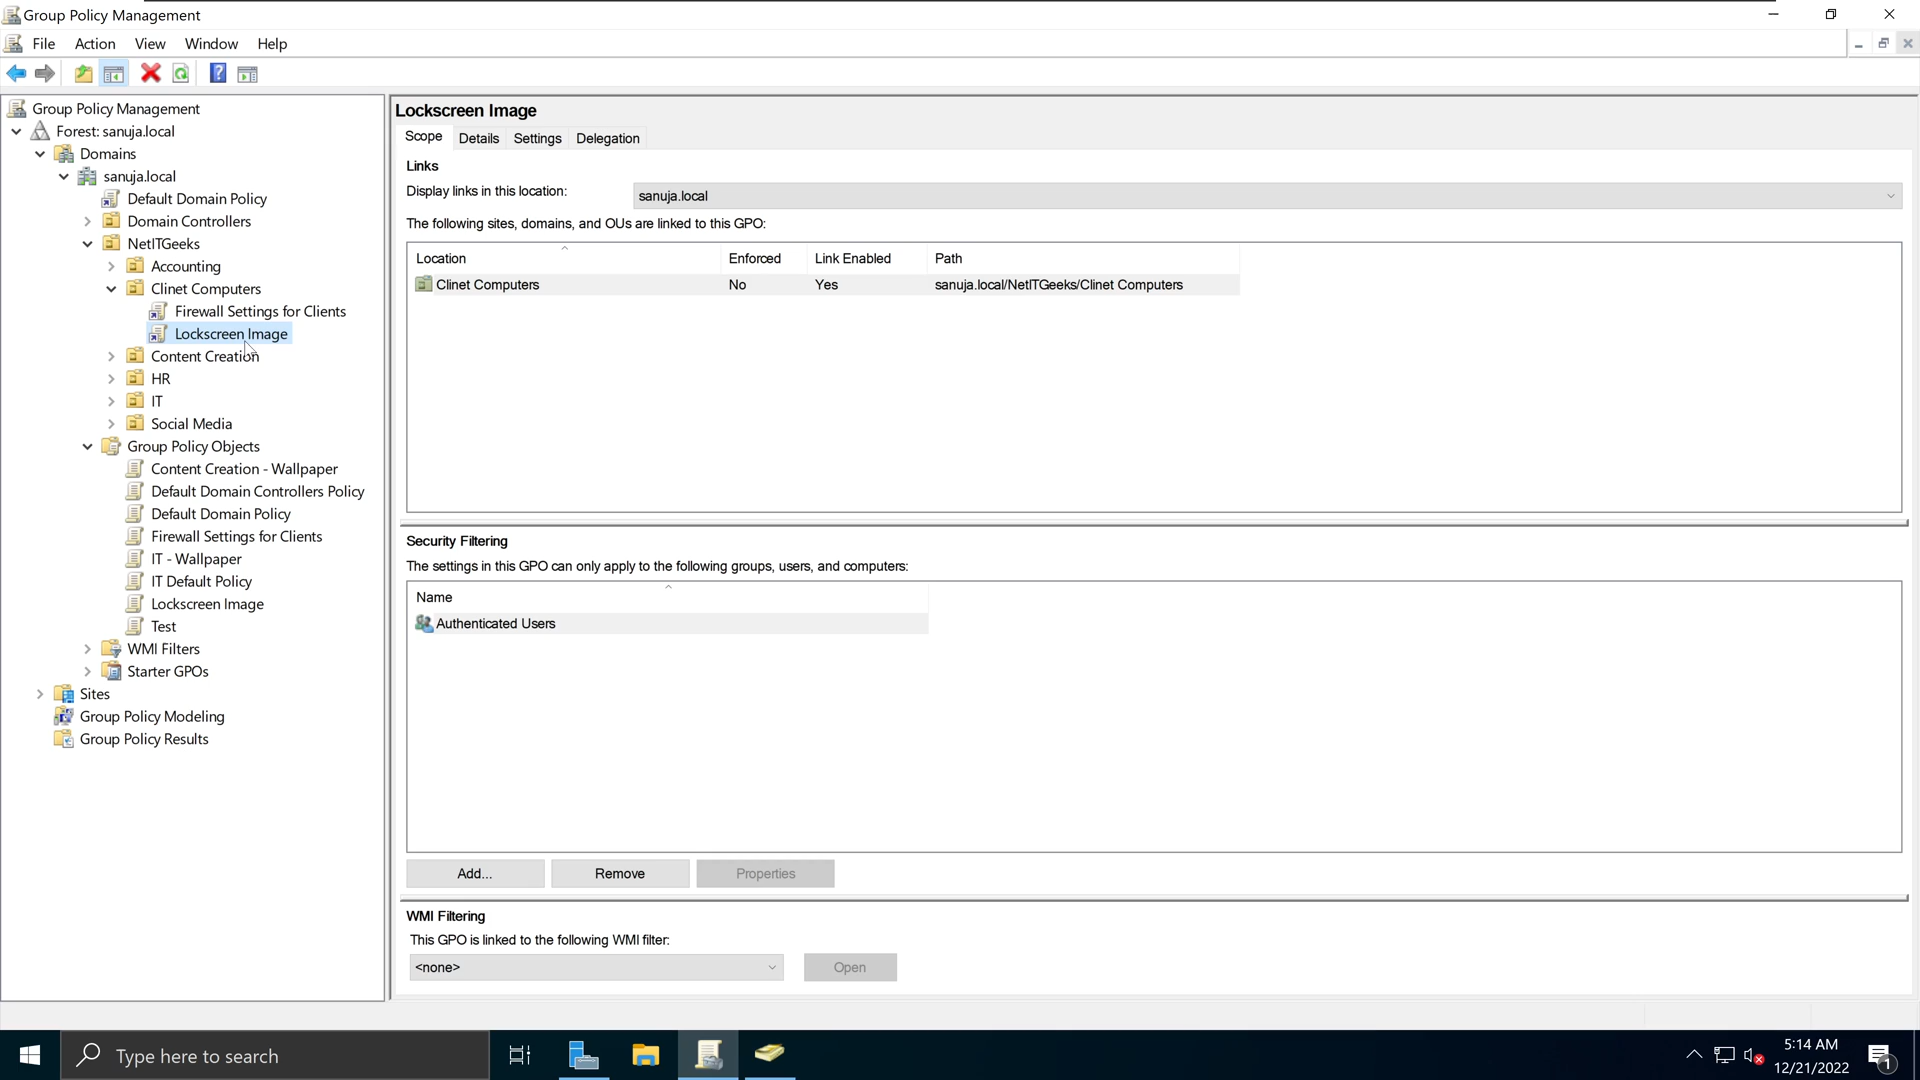 Group Policy Management
File Action View Window Help
Group Policy Management
Forest: sanuja.local
Domains
sanuja.local
Default Domain Policy
Domain Controllers
NetITGeeks
Accounting
Clinet Computers
Firewall Settings for Clients
Lockscreen Image
Content Creation
HR
IT
Social Media
Group Policy Objects
Content Creation - Wallpaper
Default Domain Controllers Policy
Default Domain Policy
Firewall Settings for Clients
IT - Wallpaper
IT Default Policy
Lockscreen Image
Test
WMI Filters
Starter GPOs
Sites
Group Policy Modeling
Group Policy Results
Lockscreen Image
Scope Details Settings Delegation
Links
Display links in this location: sanuja.local
The following sites, domains, and OUs are linked to this GPO:
Location Enforced Link Enabled Path
Clinet Computers No Yes sanuja.local/NetITGeeks/Clinet Computers
Security Filtering
The settings in this GPO can only apply to the following groups, users, and computers:
Name
Authenticated Users
Add... Remove Properties
WMI Filtering
This GPO is linked to the following WMI filter:
<none> Open
Type here to search
5:14 AM
12/21/2022
1